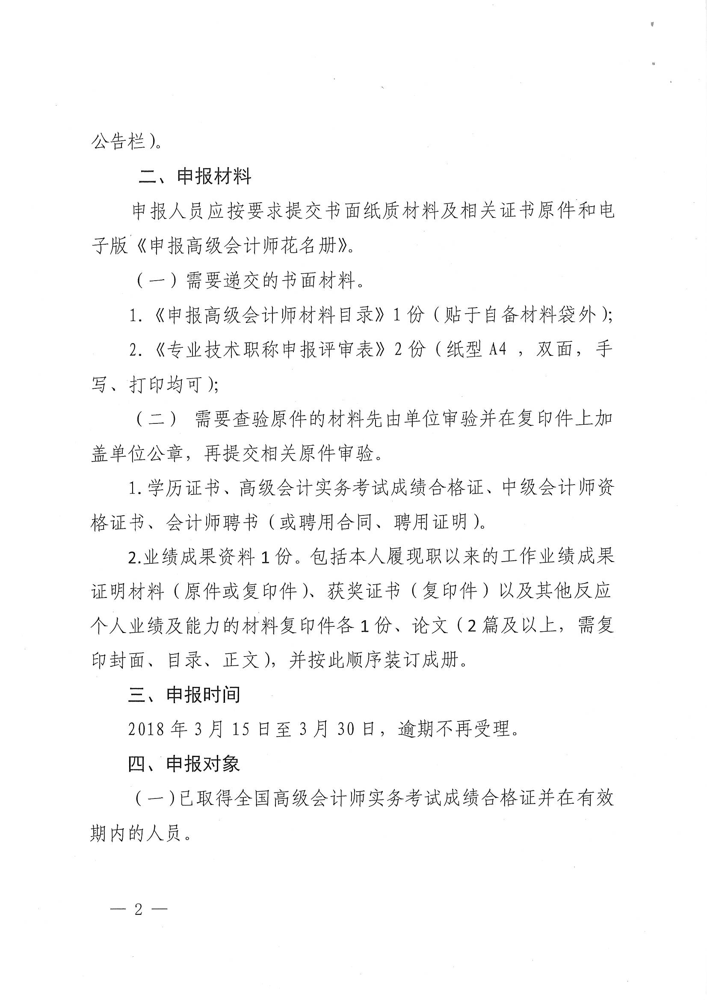 公告栏)。
二、申报材料
申报人员应按要求提交书面纸质材料及相关证书原件和电
子版《申报高级会计师花名册》。
(一)需要递交的书面材料。
1.《申报高级会计师材料目录》1份(贴于自备材料袋外);
2.《专业技术职称申报评审表》2份(纸型A4 ,双面,手
写、打印均可);
(二) 需要查验原件的材料先由单位审验并在复印件上加
盖单位公章,再提交相关原件审验。
1.学历证书、高级会计实务考试成绩合格证、中级会计师资
格证书、会计师聘书(或聘用合同、聘用证明)。
2.业绩成果资料1份。包括本人履现职以来的工作业绩成果
证明材料(原件或复印件)、获奖证书(复印件)以及其他反应
个人业绩及能力的材料复印件各1份、论文(2篇及以上,需复
印封面、目录、正文),并按此顺序装订成册。
三、申报时间
2018年3月15日至3月30日,逾期不再受理。
四、申报对象
(一)已取得全国高级会计师实务考试成绩合格证并在有效
期内的人员。
— 2 —